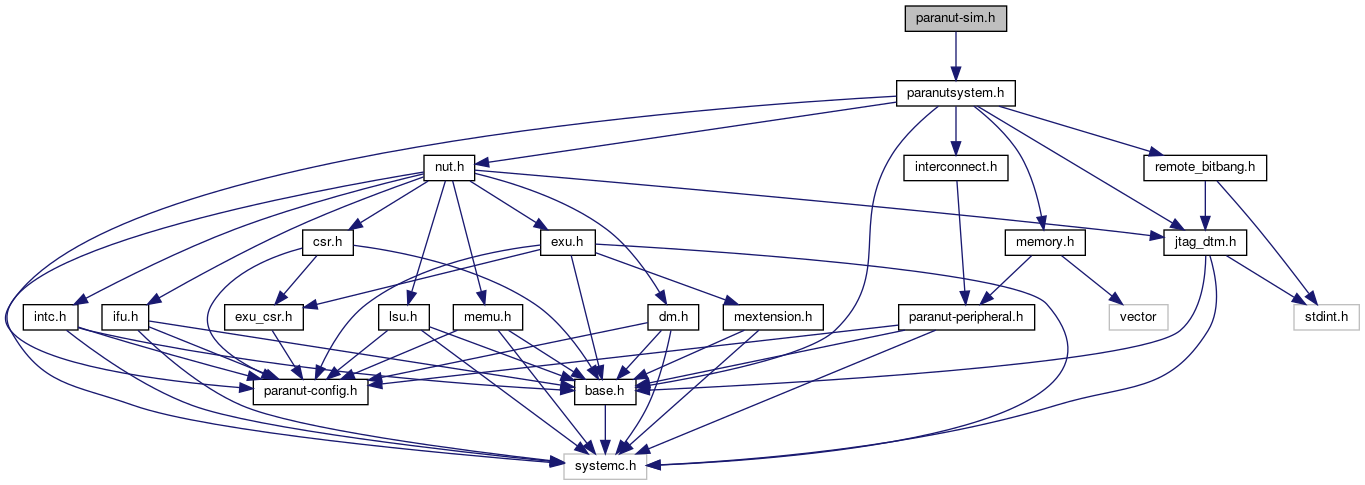 paranut-sim.h
paranutsystem.h
nut.h
interconnect.h
remote_bitbang.h
csr.h
exu.h
memory.h
jtag_dtm.h
intc.h
ifu.h
exu_csr.h
lsu.h
memu.h
dm.h
mextension.h
paranut-peripheral.h
vector
stdint.h
paranut-config.h
base.h
systemc.h